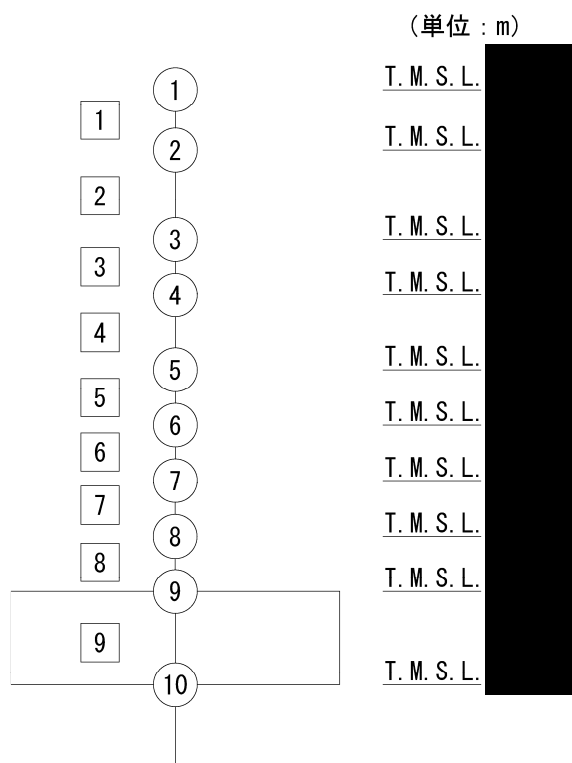 (単位:m)
① T.M.S.L.
1
② T.M.S.L.
2
③ T.M.S.L.
3
④ T.M.S.L.
4
⑤ T.M.S.L.
5
⑥ T.M.S.L.
6
⑦ T.M.S.L.
7
⑧ T.M.S.L.
8
⑨ T.M.S.L.
9
⑩ T.M.S.L.